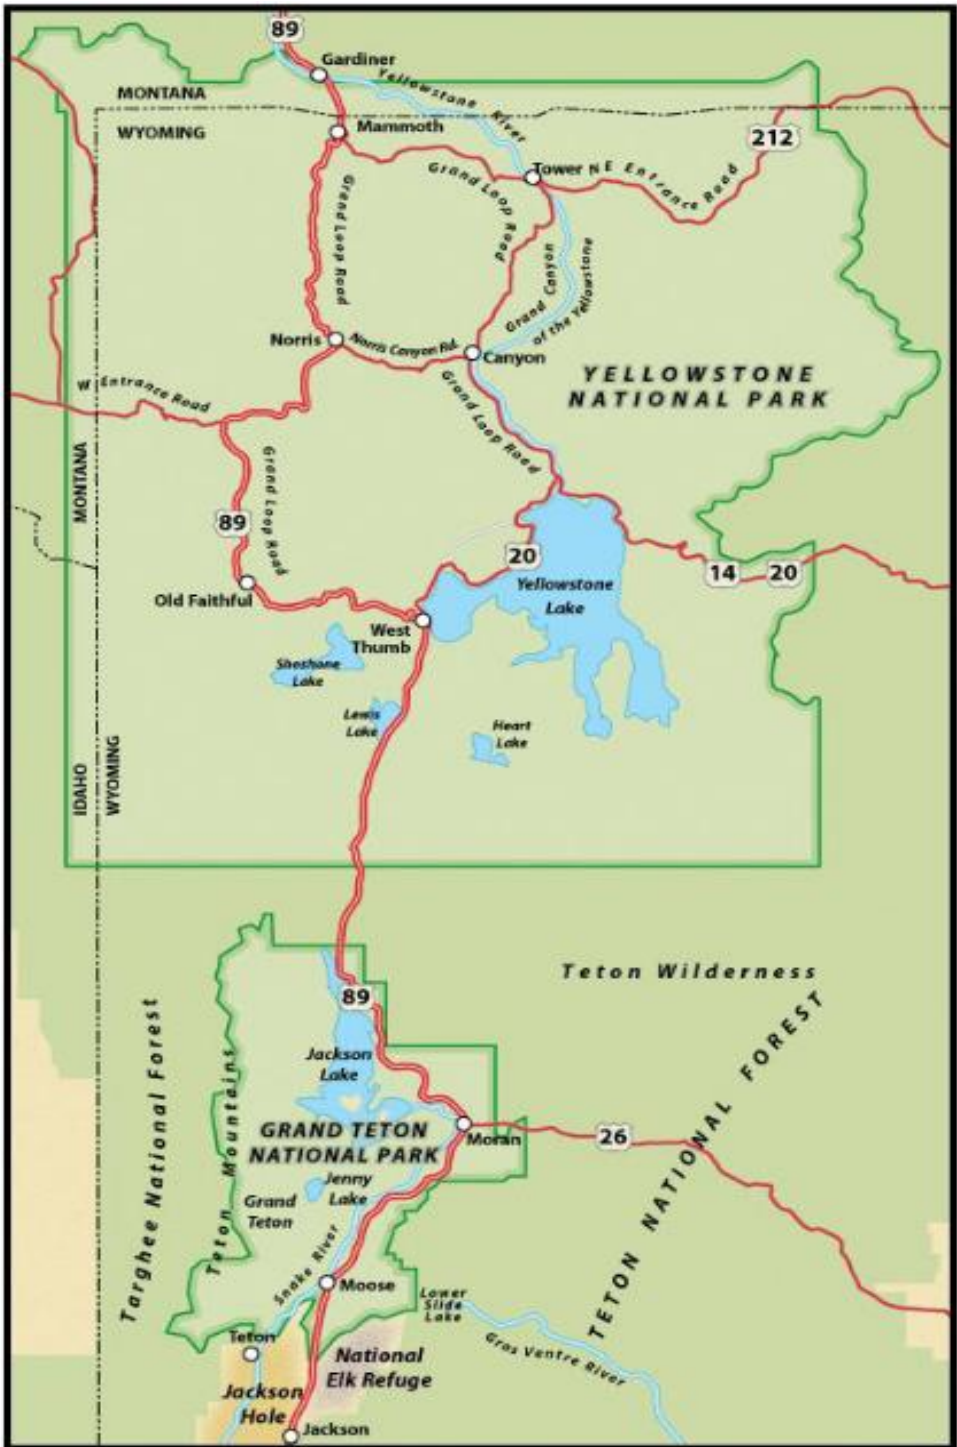 89
Gardiner
Yellowstone River
MONTANA
WYOMING
Mammoth
212
Tower
NE Entrance Road
Grand Loop Road
Grand Loop Road
Grand Canyon
of the Yellowstone
Norris
Norris Canyon Rd.
Canyon
YELLOWSTONE
NATIONAL PARK
W Entrance Road
Grand Loop Road
MONTANA
Grand Loop Road
89
20
14
20
Yellowstone
Lake
Old Faithful
West
Thumb
Shoshone
Lake
Lewis
Lake
Heart
Lake
IDAHO
WYOMING
Teton Wilderness
89
Targhee National Forest
Teton Mountains
Jackson
Lake
TETON NATIONAL FOREST
GRAND TETON
NATIONAL PARK
Moran
26
Jenny
Lake
Grand
Teton
Snake River
Moose
Lower
Slide
Lake
Gros Ventre River
Teton
National
Elk Refuge
Jackson
Hole
Jackson